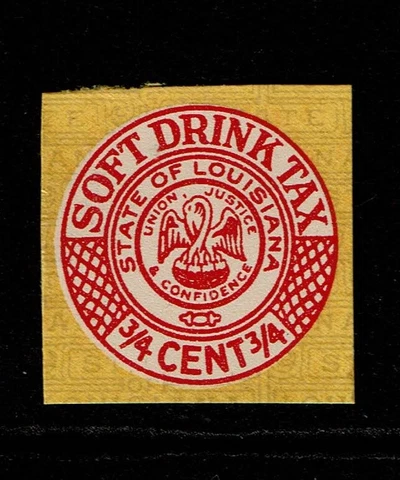 SOFT DRINK TAX
STATE OF LOUISIANA
UNION JUSTICE
& CONFIDENCE
3/4 CENT 3/4